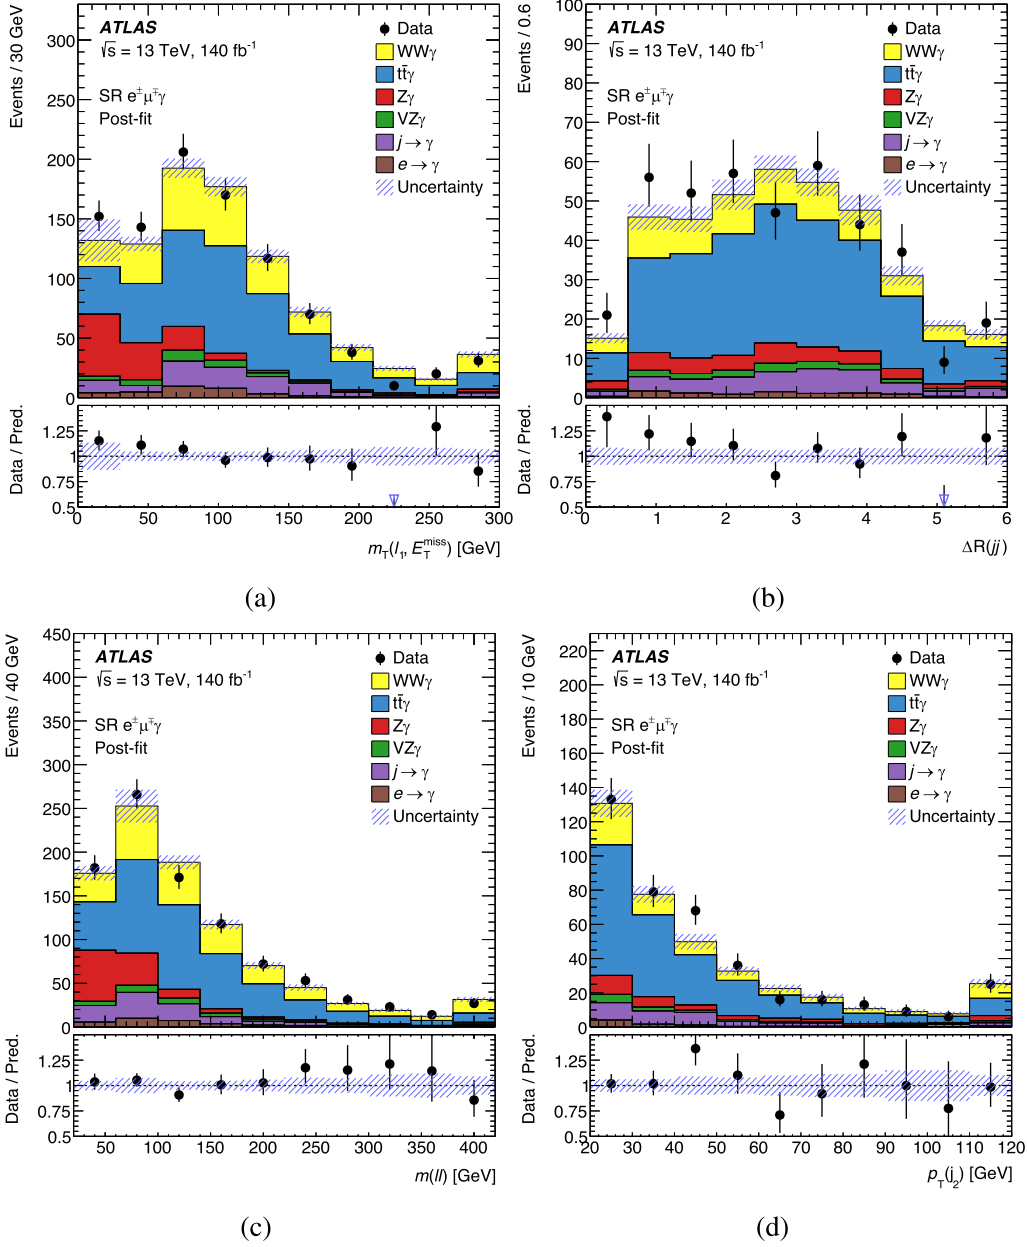 Events / 30 GeV
300
250
200
150
100
50
0
ATLAS
√s = 13 TeV, 140 fb⁻¹
SR e±μ∓γ
Post-fit
Data
WWγ
tt̄γ
Zγ
VZγ
j → γ
e → γ
Uncertainty
Data / Pred.
1.25
1
0.75
0.5
0 50 100 150 200 250 300
m_T(l₁, E_T^miss) [GeV]
(a)
Events / 0.6
100
90
80
70
60
50
40
30
20
10
0
ATLAS
√s = 13 TeV, 140 fb⁻¹
SR e±μ∓γ
Post-fit
Data
WWγ
tt̄γ
Zγ
VZγ
j → γ
e → γ
Uncertainty
Data / Pred.
1.25
1
0.75
0.5
0 1 2 3 4 5 6
ΔR(jj)
(b)
Events / 40 GeV
450
400
350
300
250
200
150
100
50
0
ATLAS
√s = 13 TeV, 140 fb⁻¹
SR e±μ∓γ
Post-fit
Data
WWγ
tt̄γ
Zγ
VZγ
j → γ
e → γ
Uncertainty
Data / Pred.
1.25
1
0.75
0.5
50 100 150 200 250 300 350 400
m(ll) [GeV]
(c)
Events / 10 GeV
220
200
180
160
140
120
100
80
60
40
20
0
ATLAS
√s = 13 TeV, 140 fb⁻¹
SR e±μ∓γ
Post-fit
Data
WWγ
tt̄γ
Zγ
VZγ
j → γ
e → γ
Uncertainty
Data / Pred.
1.25
1
0.75
0.5
20 30 40 50 60 70 80 90 100 110 120
p_T(j₂) [GeV]
(d)